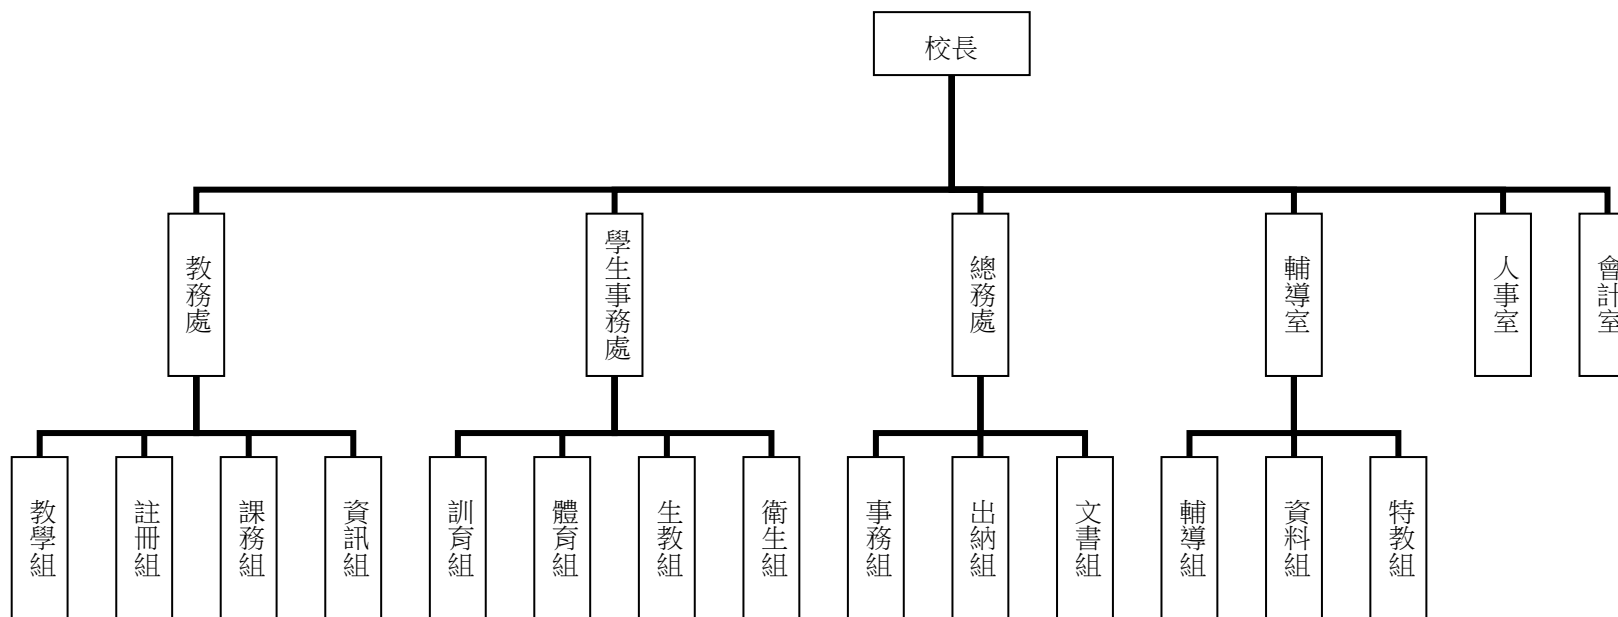 校長
教務處
學生事務處
總務處
輔導室
人事室
會計室
教學組
註冊組
課務組
資訊組
訓育組
體育組
生教組
衛生組
事務組
出納組
文書組
輔導組
資料組
特教組